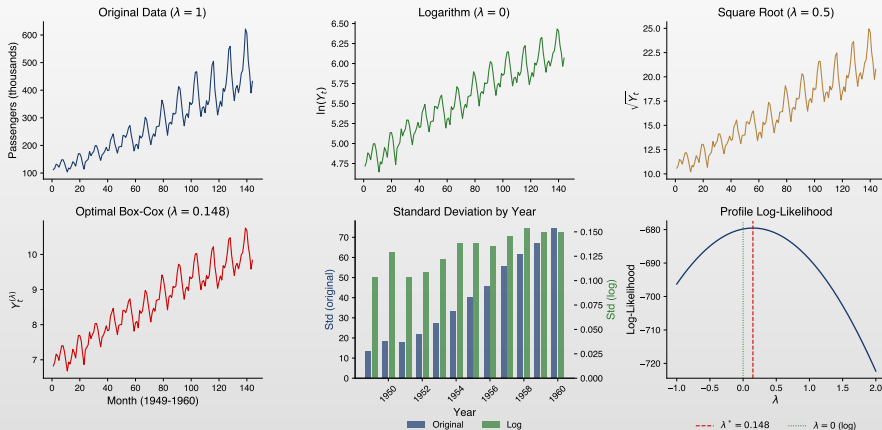 Original Data (λ = 1)
Passengers (thousands)
600
500
400
300
200
100
0 20 40 60 80 100 120 140
Logarithm (λ = 0)
ln(Yₜ)
6.50
6.25
6.00
5.75
5.50
5.25
5.00
4.75
0 20 40 60 80 100 120 140
Square Root (λ = 0.5)
√Yₜ
25.0
22.5
20.0
17.5
15.0
12.5
10.0
0 20 40 60 80 100 120 140
Optimal Box-Cox (λ = 0.148)
Yₜ^(λ)
10
9
8
7
0 20 40 60 80 100 120 140
Month (1949-1960)
Standard Deviation by Year
Std (original)
70
60
50
40
30
20
10
0
Std (log)
0.150
0.125
0.100
0.075
0.050
0.025
0.000
1950 1952 1954 1956 1958 1960
Year
Original Log
Profile Log-Likelihood
Log-Likelihood
−680
−690
−700
−710
−720
−1.0 −0.5 0.0 0.5 1.0 1.5 2.0
λ
λ* = 0.148 λ = 0 (log)